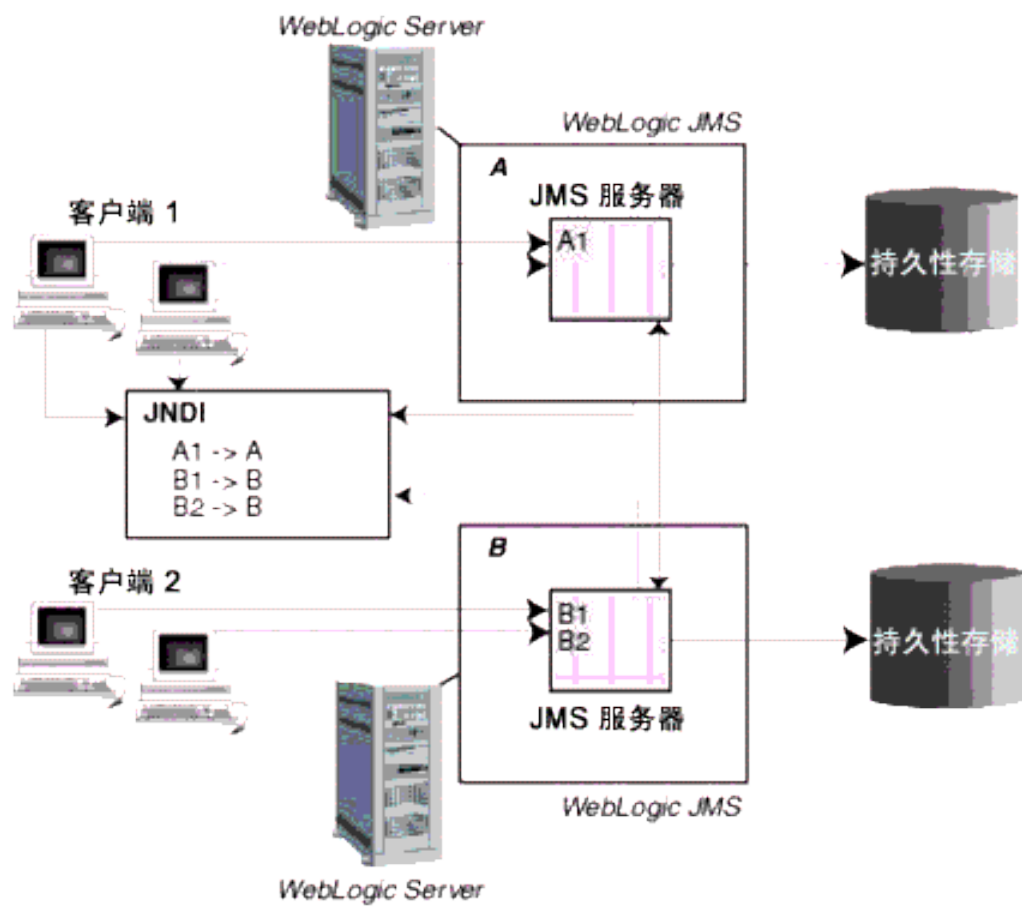 WebLogic Server
WebLogic JMS
A
JMS 服务器
A1
持久性存储
客户端 1
JNDI
A1 -> A
B1 -> B
B2 -> B
客户端 2
B
B1
B2
JMS 服务器
持久性存储
WebLogic JMS
WebLogic Server